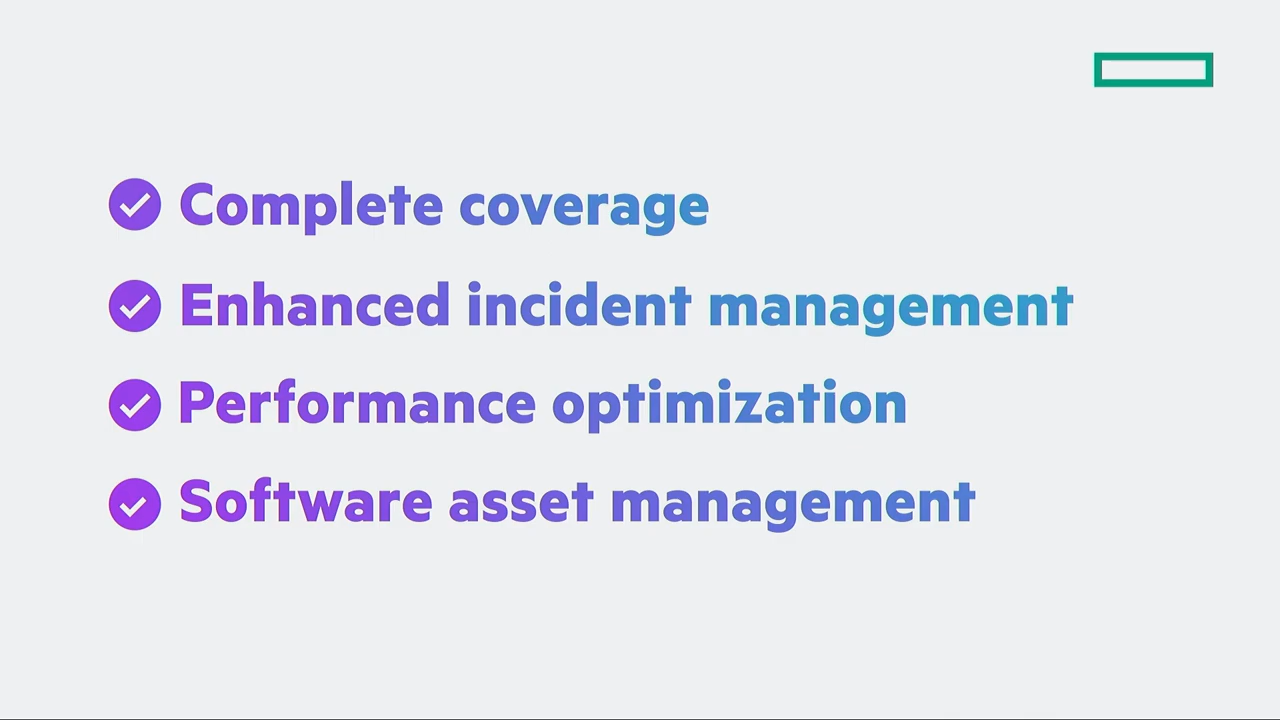 Complete coverage
Enhanced incident management
Performance optimization
Software asset management